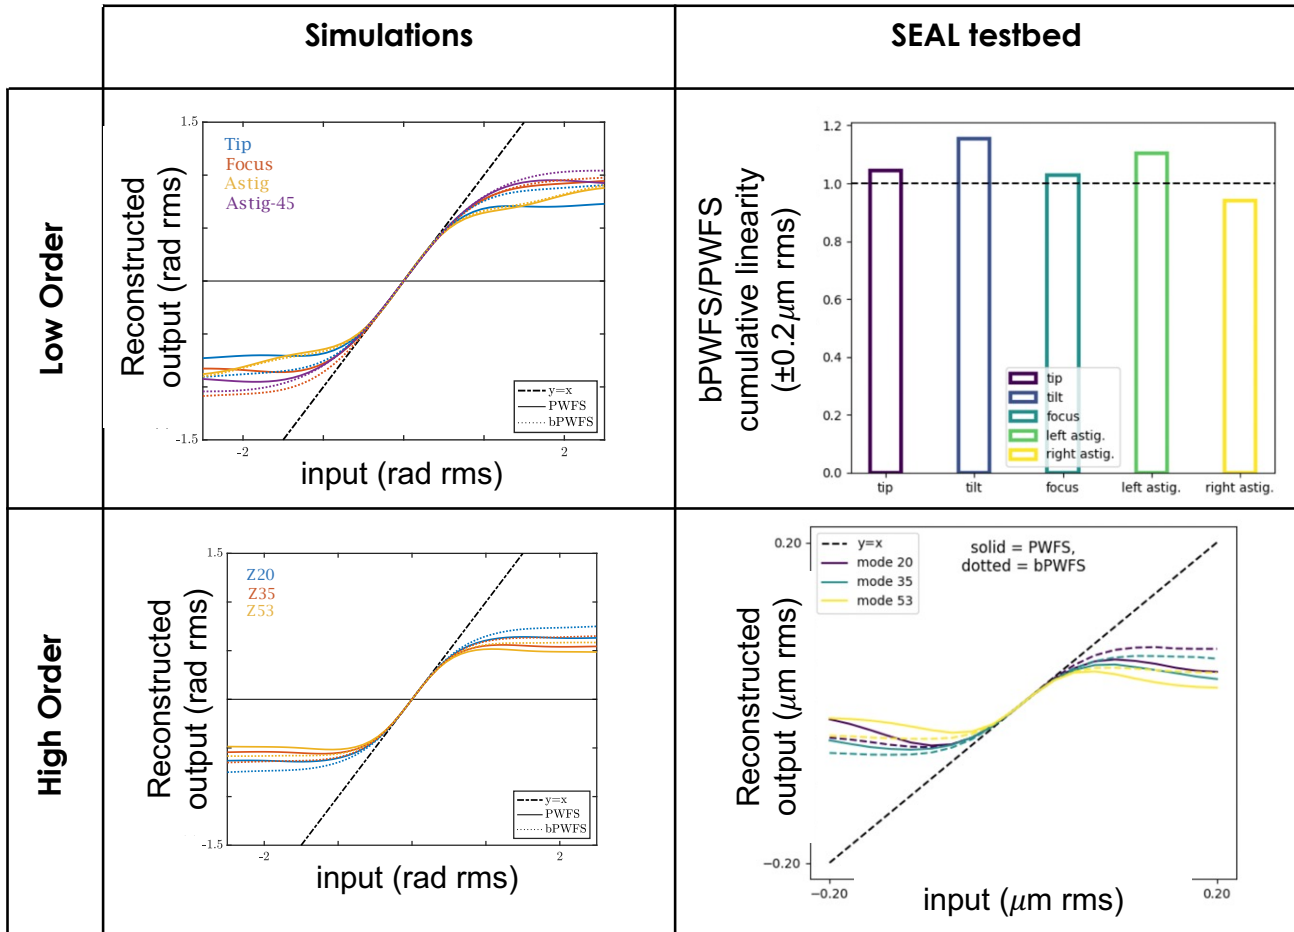 Simulations
SEAL testbed
Low Order
Reconstructed
output (rad rms)
1.5
-1.5
Tip
Focus
Astig
Astig-45
y=x
PWFS
bPWFS
-2
2
input (rad rms)
bPWFS/PWFS
cumulative linearity
(±0.2μm rms)
1.2
1.0
0.8
0.6
0.4
0.2
0.0
tip
tilt
focus
left astig.
right astig.
tip
tilt
focus
left astig.
right astig.
High Order
Reconstructed
output (rad rms)
1.5
-1.5
Z20
Z35
Z53
y=x
PWFS
bPWFS
-2
2
input (rad rms)
Reconstructed
output (μm rms)
0.20
−0.20
y=x
mode 20
mode 35
mode 53
solid = PWFS,
dotted = bPWFS
−0.20
0.20
input (μm rms)